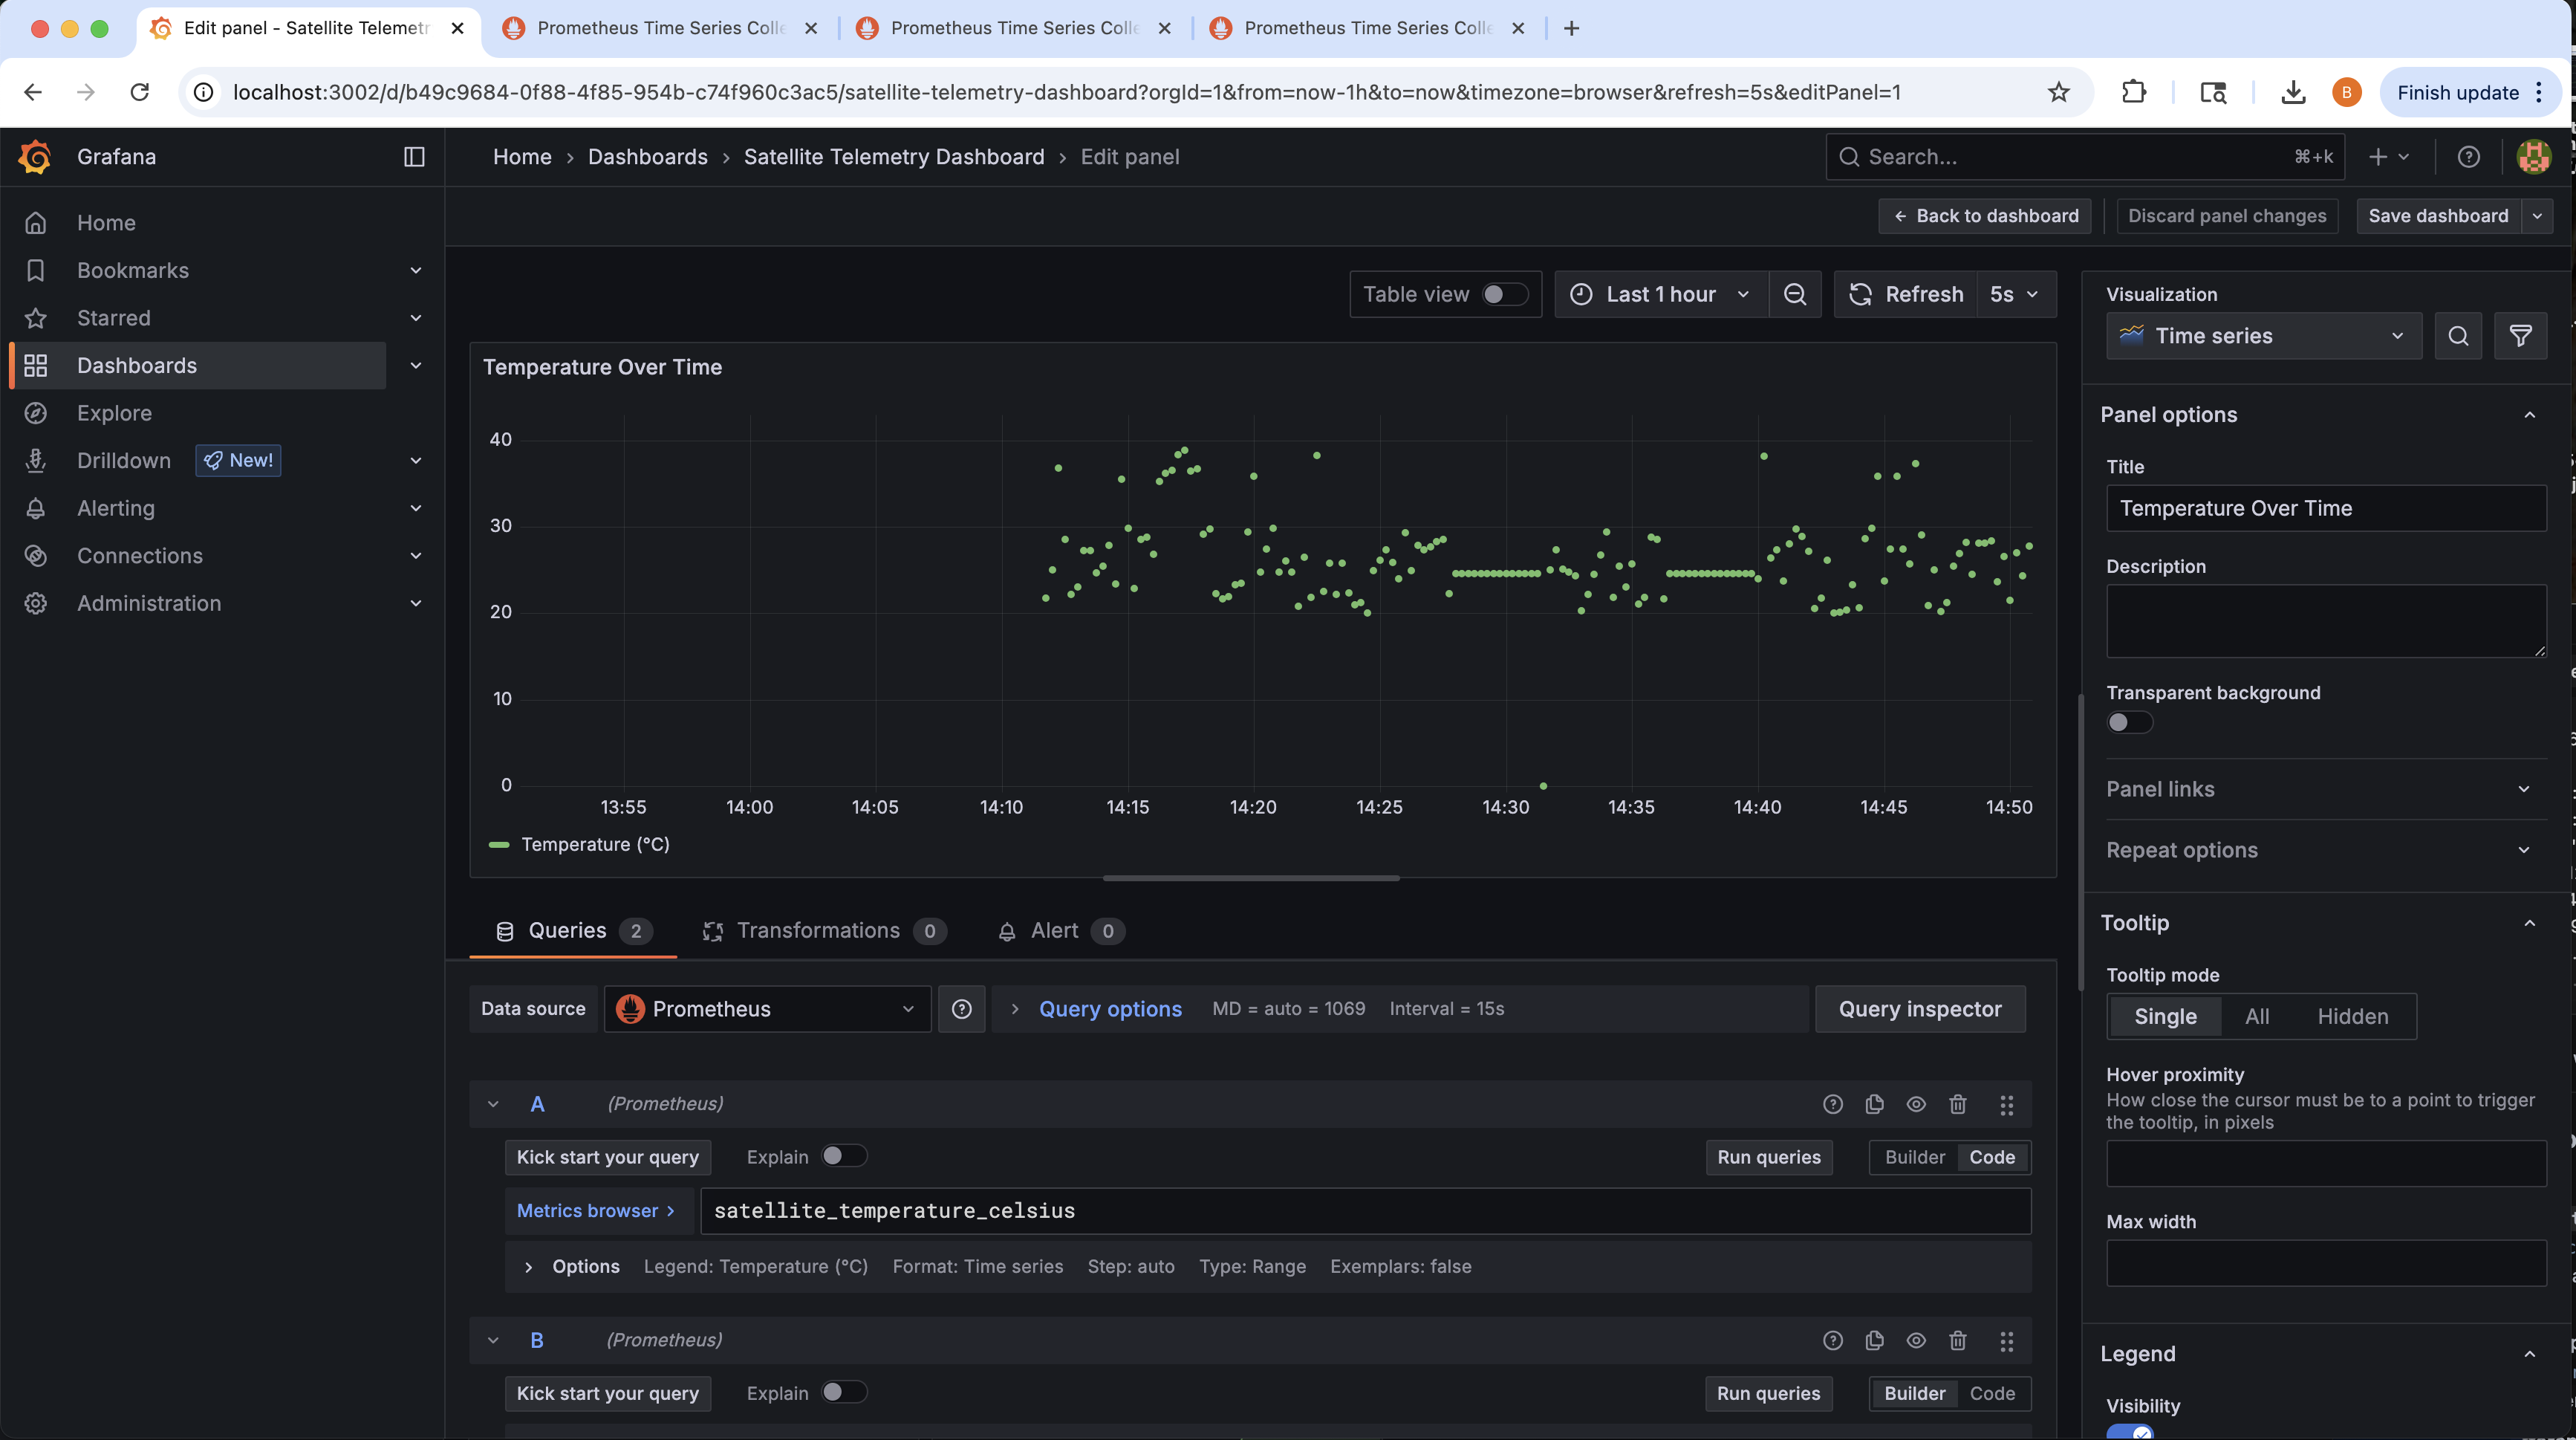 Edit panel - Satellite Telemetr
Prometheus Time Series Colle
Prometheus Time Series Colle
Prometheus Time Series Colle
localhost:3002/d/b49c9684-0f88-4f85-954b-c74f960c3ac5/satellite-telemetry-dashboard?orgId=1&from=now-1h&to=now&timezone=browser&refresh=5s&editPanel=1
B
Finish update
Grafana
Home › Dashboards › Satellite Telemetry Dashboard › Edit panel
Search...
⌘+k
Home
Bookmarks
Starred
Dashboards
Explore
Drilldown
New!
Alerting
Connections
Administration
← Back to dashboard
Discard panel changes
Save dashboard
Table view
Last 1 hour
Refresh
5s
Temperature Over Time
40
30
20
10
0
13:55 14:00 14:05 14:10 14:15 14:20 14:25 14:30 14:35 14:40 14:45 14:50
Temperature (°C)
Queries 2
Transformations 0
Alert 0
Data source
Prometheus
Query options
MD = auto = 1069
Interval = 15s
Query inspector
A
(Prometheus)
Kick start your query
Explain
Run queries
Builder
Code
Metrics browser >
satellite_temperature_celsius
Options
Legend: Temperature (°C)
Format: Time series
Step: auto
Type: Range
Exemplars: false
B
(Prometheus)
Kick start your query
Explain
Run queries
Builder
Code
Visualization
Time series
Panel options
Title
Temperature Over Time
Description
Transparent background
Panel links
Repeat options
Tooltip
Tooltip mode
Single
All
Hidden
Hover proximity
How close the cursor must be to a point to trigger
the tooltip, in pixels
Max width
Legend
Visibility